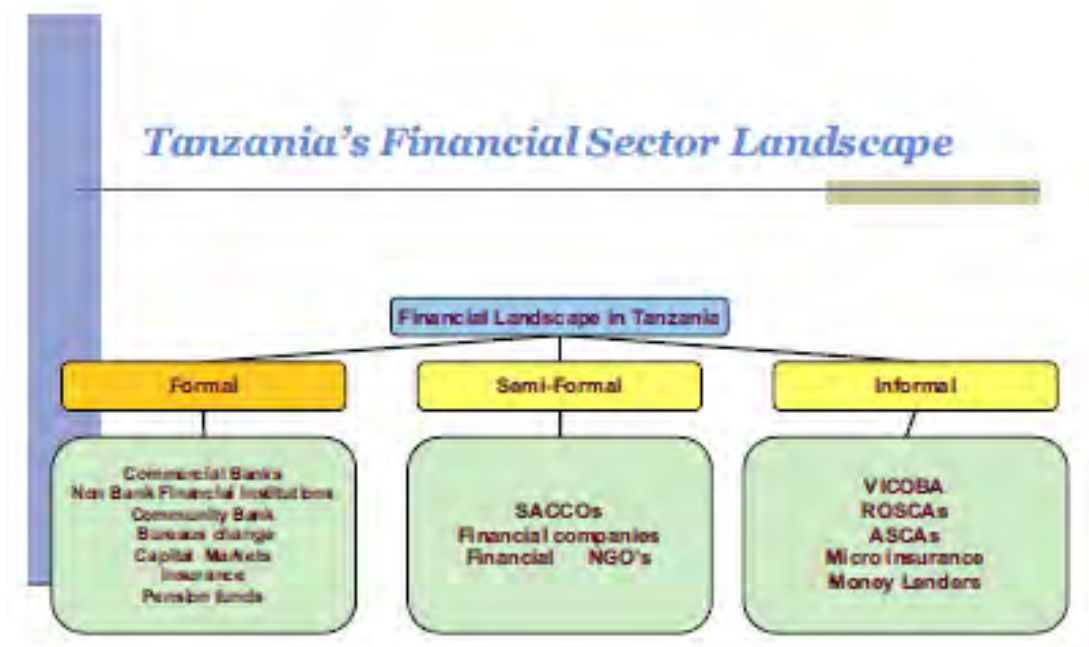 Tanzania's Financial Sector Landscape
Financial Landscape in Tanzania
Formal
Semi-Formal
Informal
Commercial Banks
Non Bank Financial Institutions
Community Bank
Bureaus change
Capital Markets
Insurance
Pension funds
SACCOs
Financial companies
Financial NGO's
VICOBA
ROSCAs
ASCAs
Micro Insurance
Money Lenders